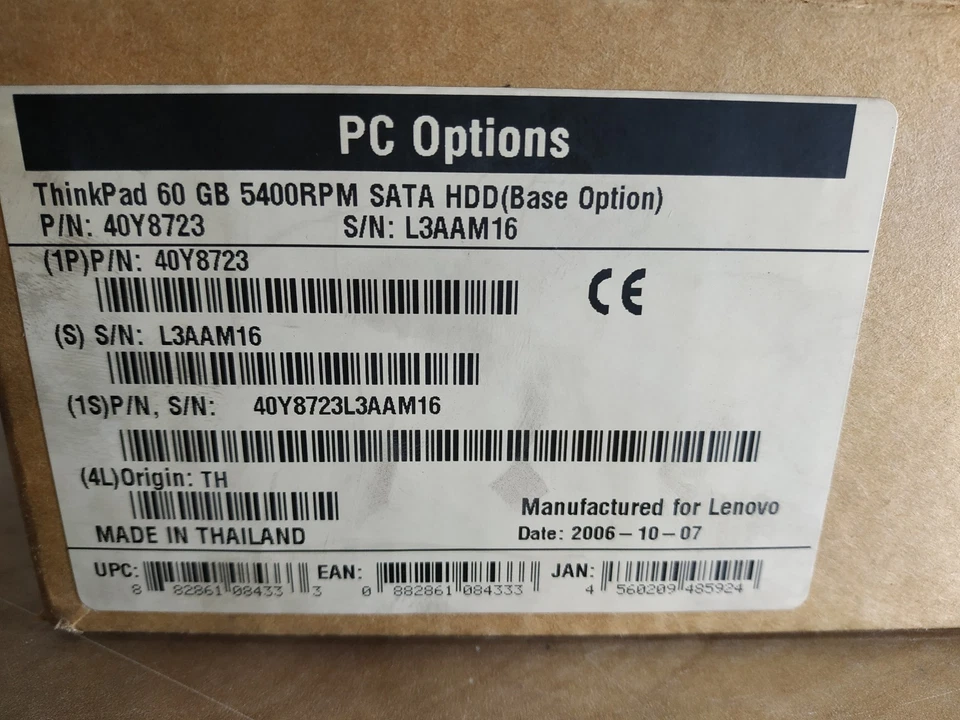 PC Options
ThinkPad 60 GB 5400RPM SATA HDD(Base Option)
P/N: 40Y8723 S/N: L3AAM16
(1P)P/N: 40Y8723
CE
(S) S/N: L3AAM16
(1S)P/N, S/N: 40Y8723L3AAM16
(4L)Origin: TH
MADE IN THAILAND
Manufactured for Lenovo
Date: 2006-10-07
UPC: 8 82861 08433 3 EAN: 0 882861 084333 JAN: 4 560209 485924